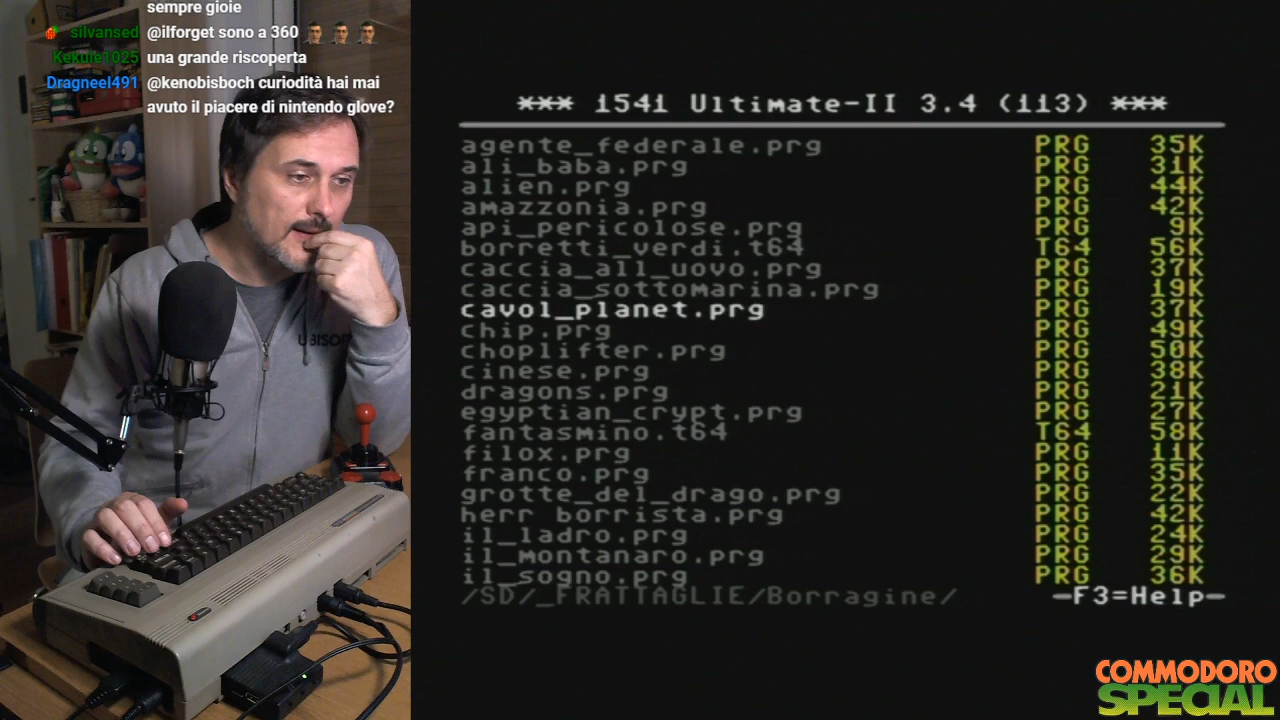 sempre gioie
silvansed @ilforget sono a 360
Kekule1025 una grande riscoperta
Dragneel491 @kenobisboch curiodità hai mai
avuto il piacere di nintendo glove?
UBISOFT
*** 1541 Ultimate-II 3.4 (113) ***
agente_federale.prg PRG 35K
ali_baba.prg PRG 31K
alien.prg PRG 44K
amazzonia.prg PRG 42K
api_pericolose.prg PRG 9K
borretti_verdi.t64 T64 56K
caccia_all_uovo.prg PRG 37K
caccia_sottomarina.prg PRG 19K
cavol_planet.prg PRG 37K
chip.prg PRG 49K
choplifter.prg PRG 50K
cinese.prg PRG 38K
dragons.prg PRG 21K
egyptian_crypt.prg PRG 27K
fantasmino.t64 T64 58K
filox.prg PRG 11K
franco.prg PRG 35K
grotte_del_drago.prg PRG 22K
herr_borrista.prg PRG 42K
il_ladro.prg PRG 24K
il_montanaro.prg PRG 29K
il_sogno.prg PRG 36K
/SD/_FRATTAGLIE/Borragine/ F3=Help
COMMODORO
SPECIAL